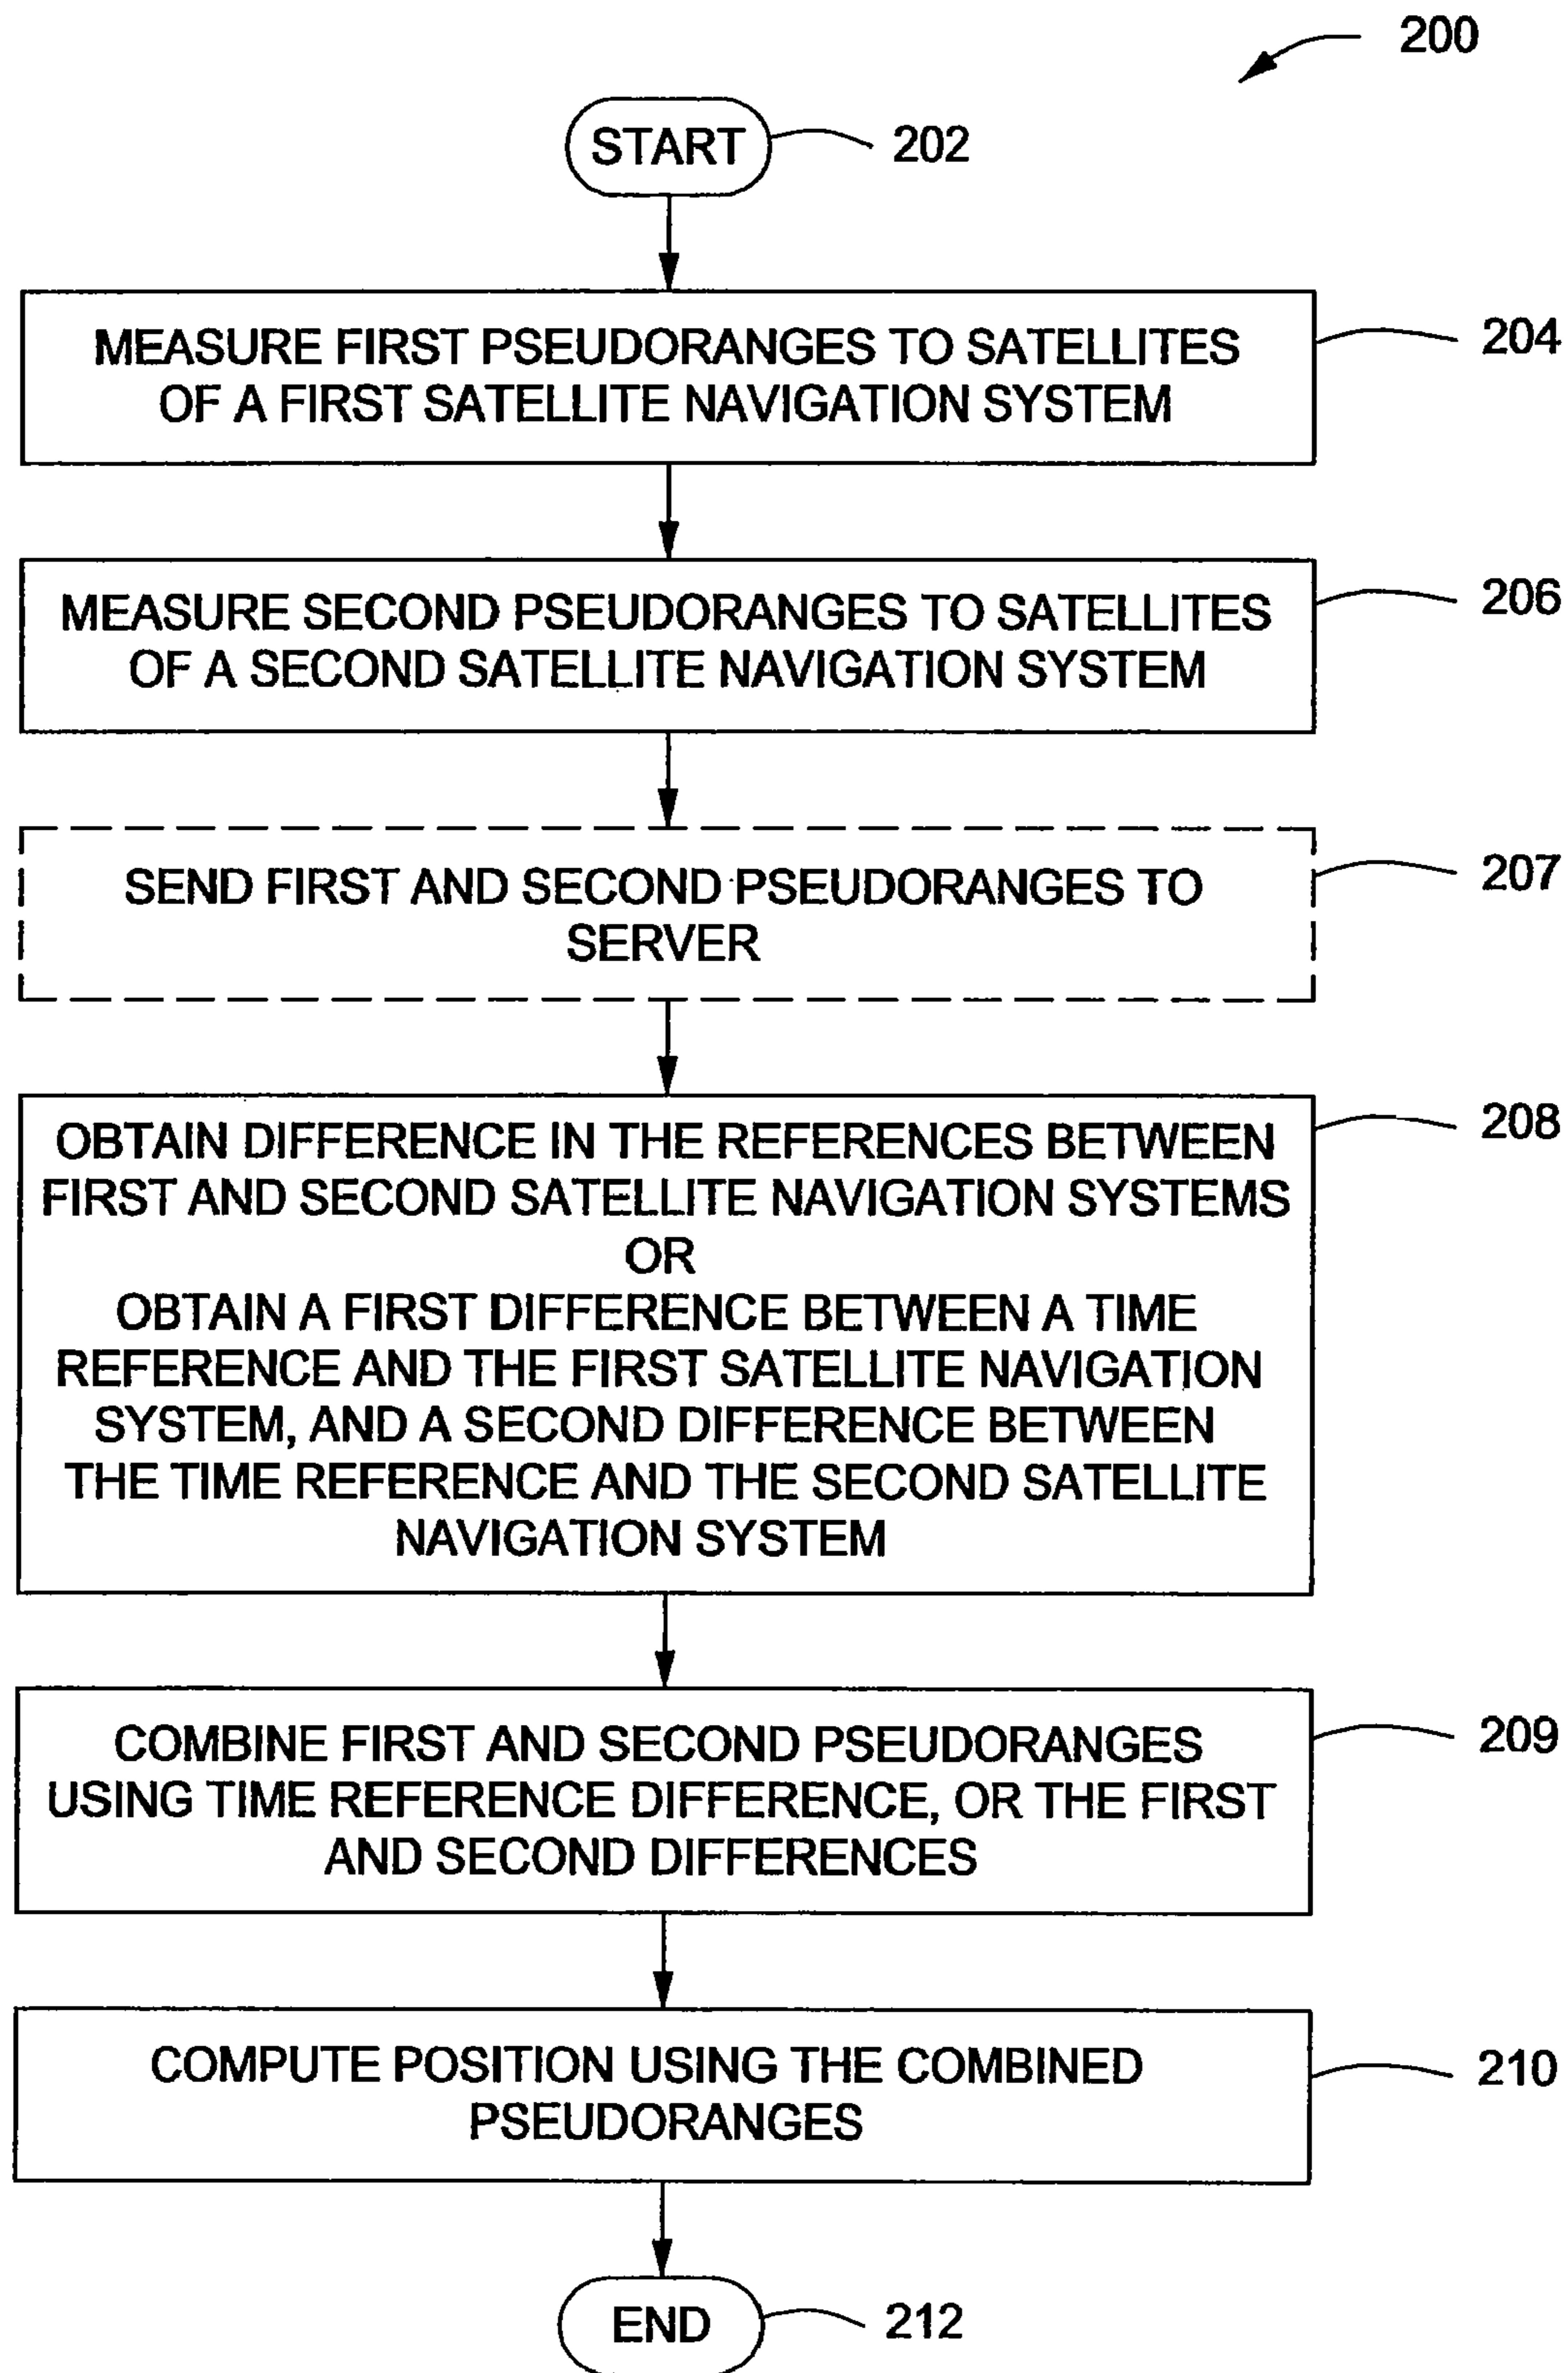 200
START
202
MEASURE FIRST PSEUDORANGES TO SATELLITES
OF A FIRST SATELLITE NAVIGATION SYSTEM
204
MEASURE SECOND PSEUDORANGES TO SATELLITES
OF A SECOND SATELLITE NAVIGATION SYSTEM
206
SEND FIRST AND SECOND PSEUDORANGES TO
SERVER
207
OBTAIN DIFFERENCE IN THE REFERENCES BETWEEN
FIRST AND SECOND SATELLITE NAVIGATION SYSTEMS
OR
OBTAIN A FIRST DIFFERENCE BETWEEN A TIME
REFERENCE AND THE FIRST SATELLITE NAVIGATION
SYSTEM, AND A SECOND DIFFERENCE BETWEEN
THE TIME REFERENCE AND THE SECOND SATELLITE
NAVIGATION SYSTEM
208
COMBINE FIRST AND SECOND PSEUDORANGES
USING TIME REFERENCE DIFFERENCE, OR THE FIRST
AND SECOND DIFFERENCES
209
COMPUTE POSITION USING THE COMBINED
PSEUDORANGES
210
END
212